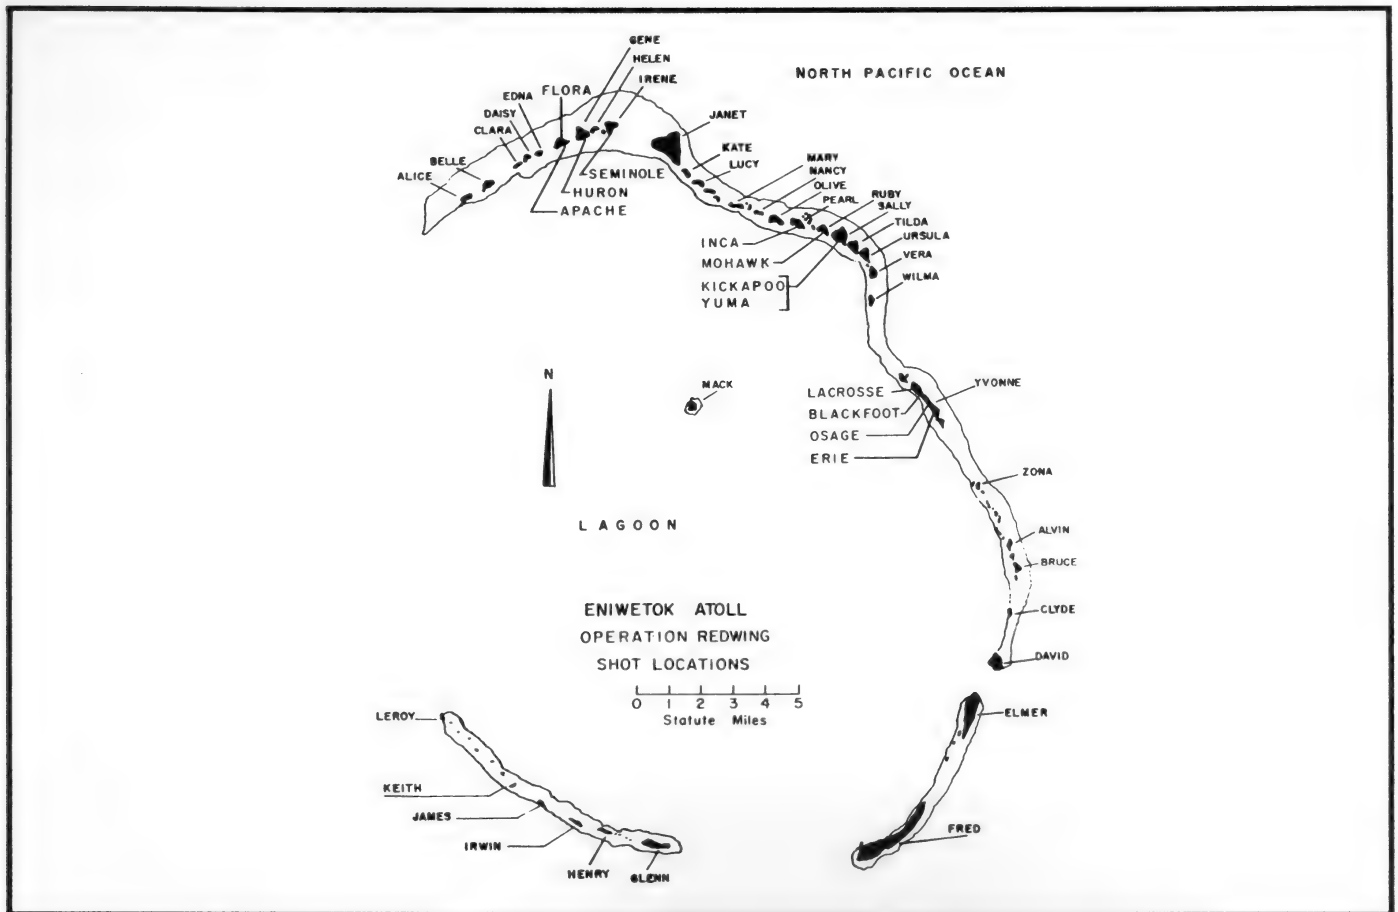 GENE
HELEN
IRENE
NORTH PACIFIC OCEAN
FLORA
EDNA
DAISY
CLARA
BELLE
ALICE
JANET
KATE
LUCY
SEMINOLE
HURON
APACHE
MARY
NANCY
OLIVE
PEARL
RUBY
SALLY
TILDA
URSULA
VERA
WILMA
INCA
MOHAWK
KICKAPOO
YUMA
N
MACK
YVONNE
LACROSSE
BLACKFOOT
OSAGE
ERIE
ZONA
LAGOON
ALVIN
BRUCE
CLYDE
DAVID
ENIWETOK ATOLL
OPERATION REDWING
SHOT LOCATIONS
0 1 2 3 4 5
Statute Miles
LEROY
ELMER
KEITH
JAMES
IRWIN
HENRY
GLENN
FRED